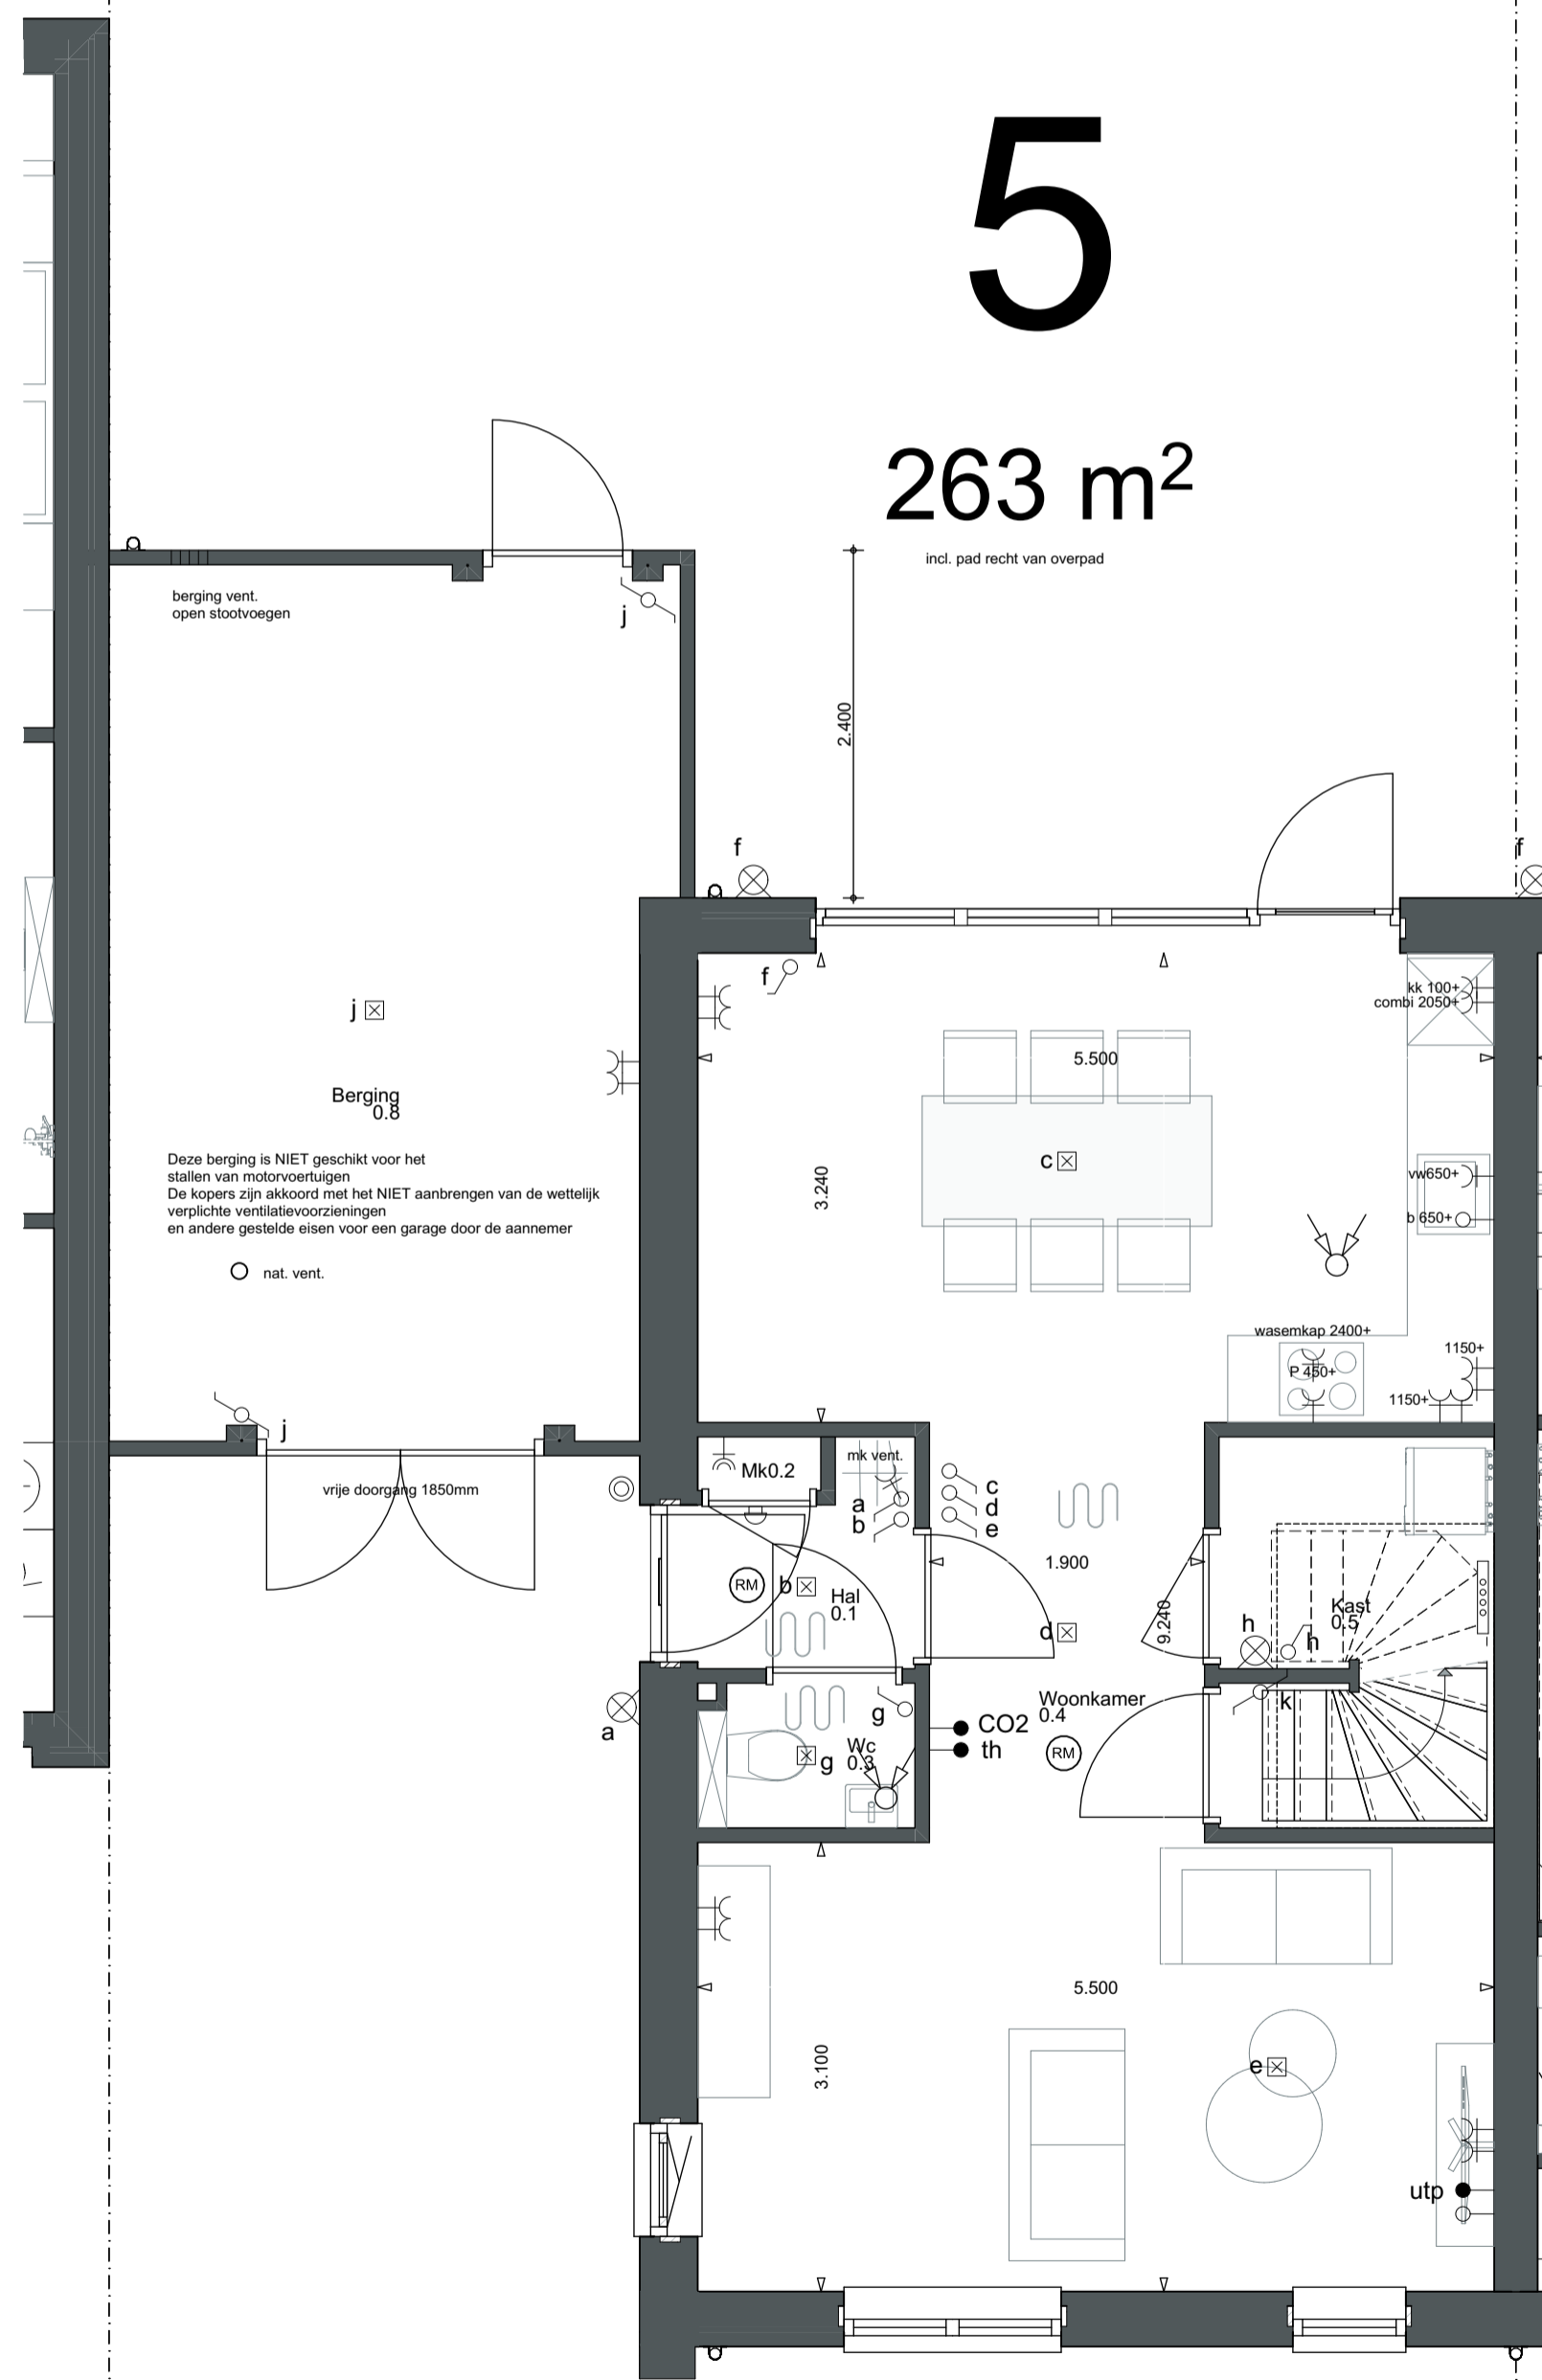 5
263 m²
incl. pad recht van overpad
berging vent.
open stootvoegen
j
2.400
f
f
f
kk 100+
combi 2050+
j
5.500
Berging
0.8
Deze berging is NIET geschikt voor het
stallen van motorvoertuigen
De kopers zijn akkoord met het NIET aanbrengen van de wettelijk
verplichte ventilatievoorzieningen
en andere gestelde eisen voor een garage door de aannemer
nat. vent.
c
3.240
vw650+
b 650+
wasemkap 2400+
1150+
P 450+
1150+
j
vrije doorgang 1850mm
Mk0.2
mk vent.
a
b
c
d
e
1.900
RM
b
Hal
0.1
d
9.240
Kast
0.5
h
h
k
a
g
Wc
0.3
g
CO2
th
Woonkamer
0.4
RM
5.500
3.100
e
utp